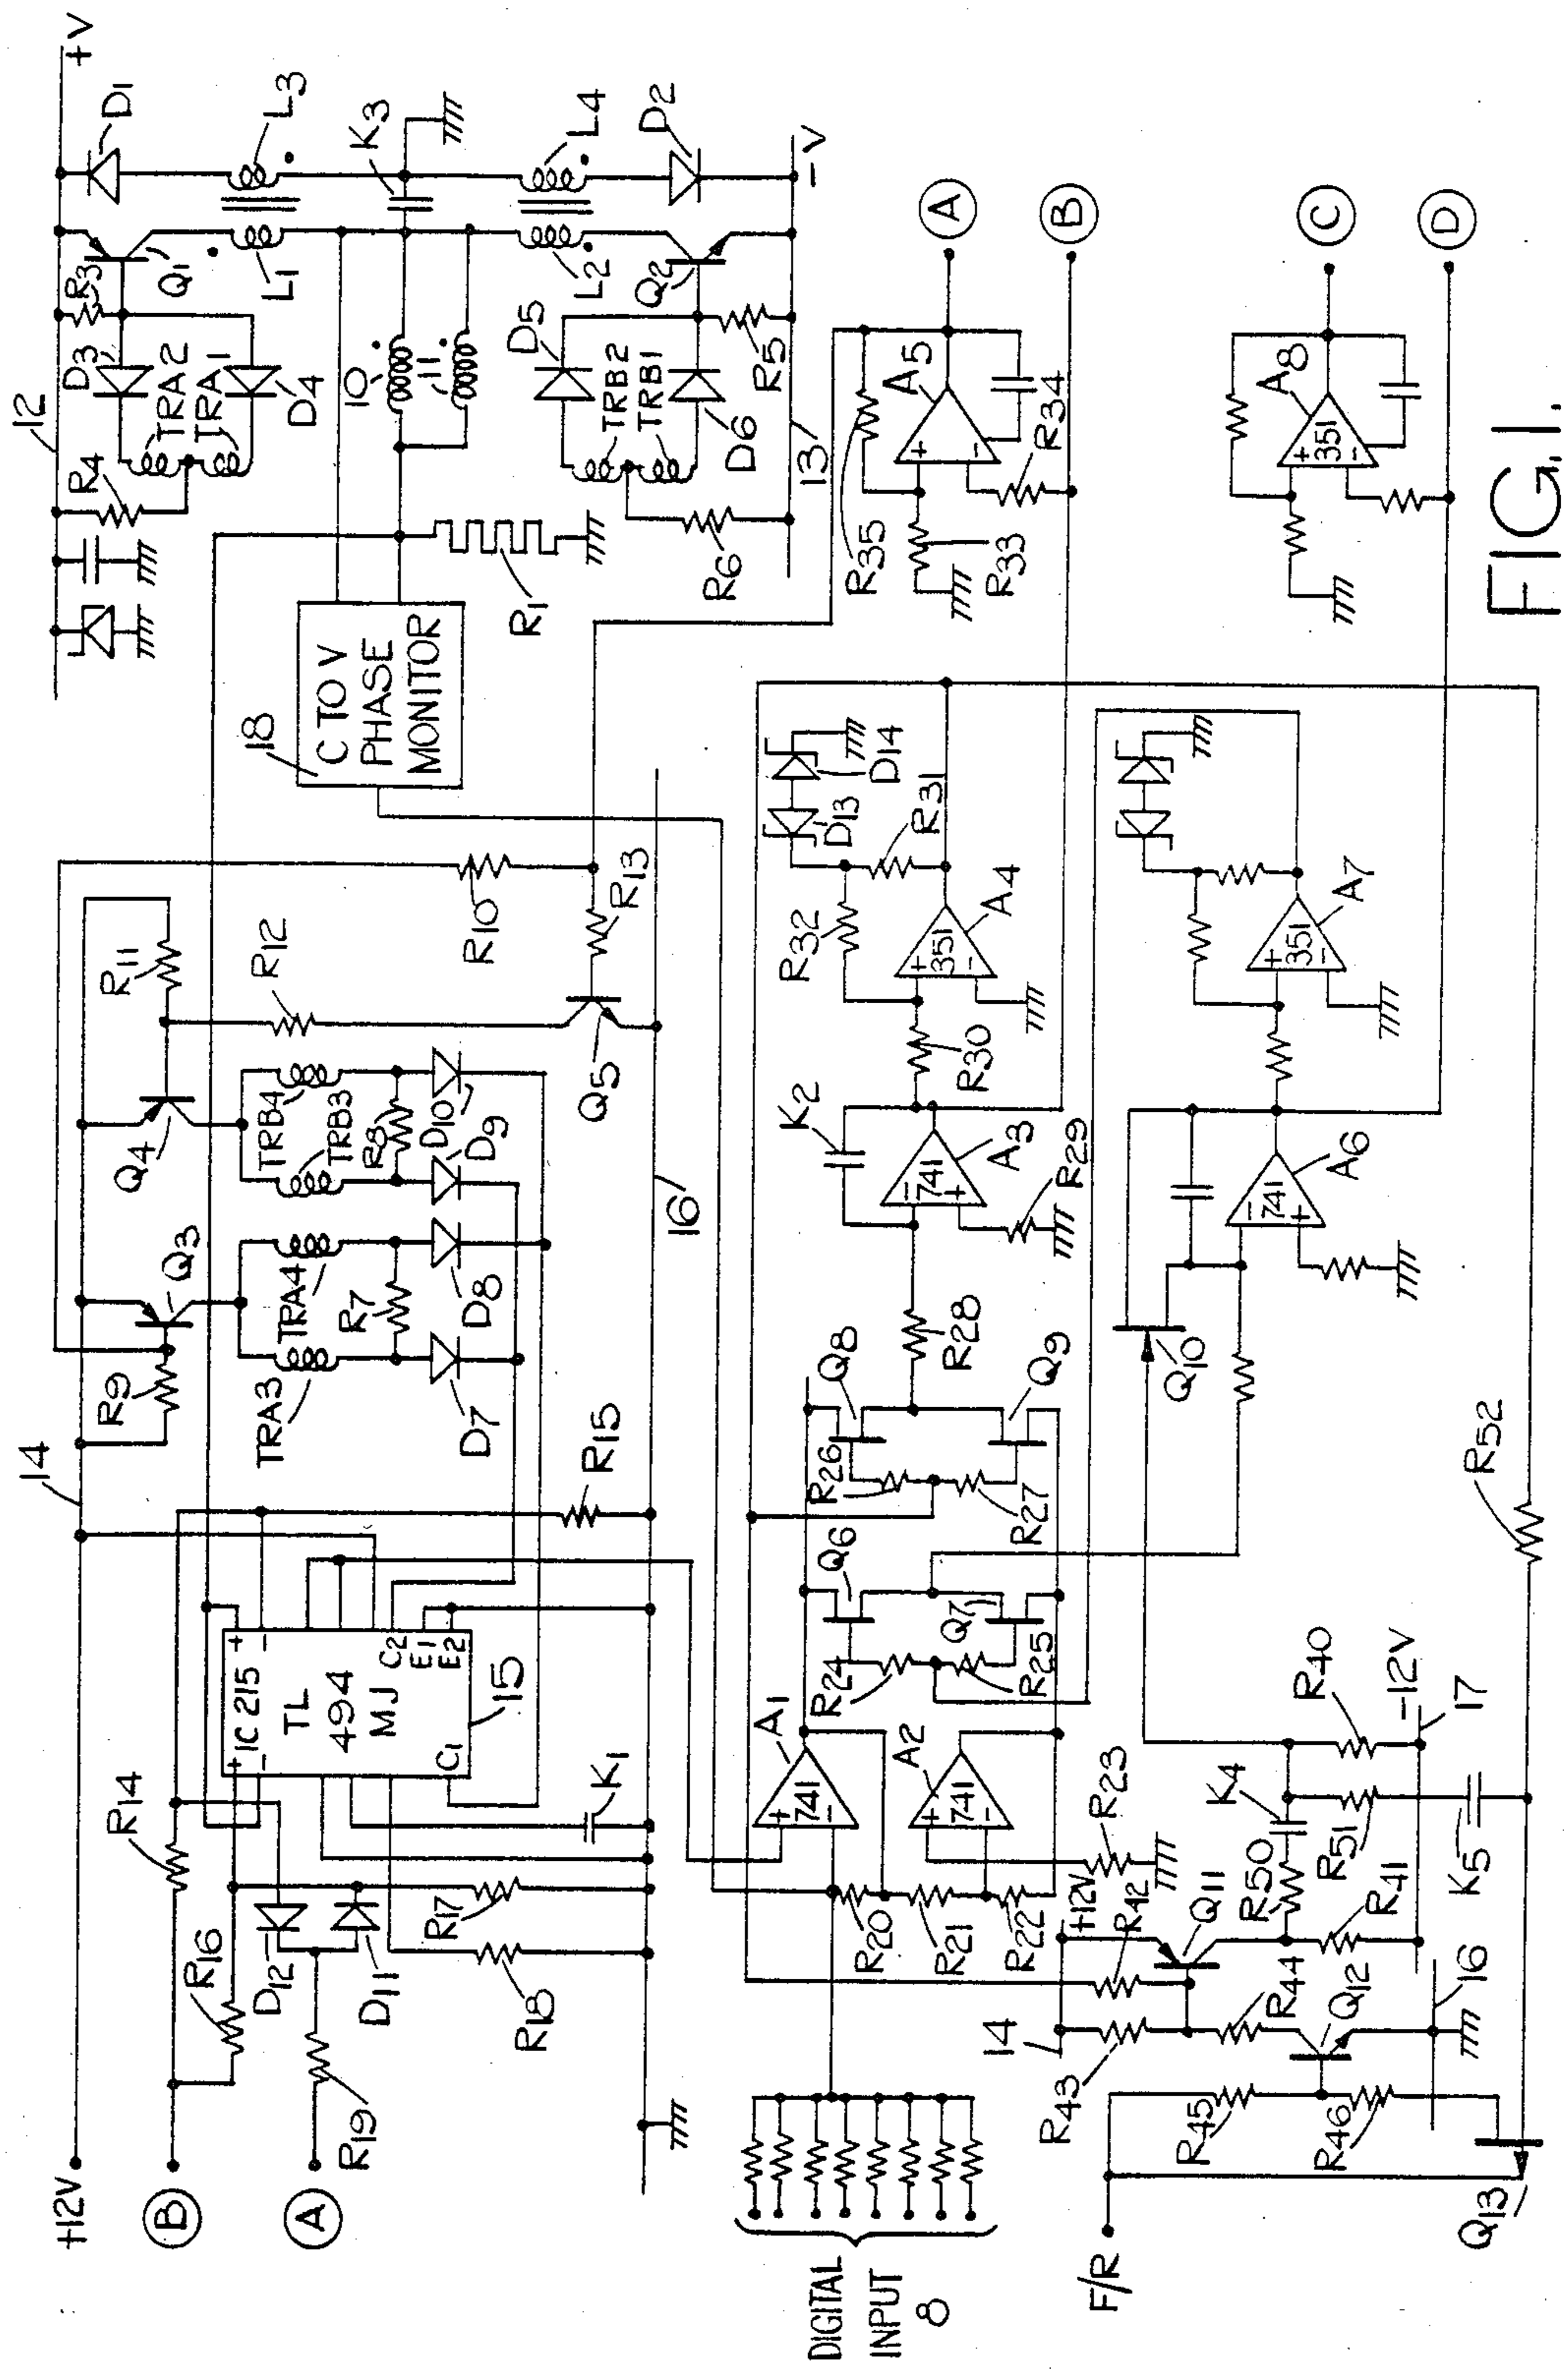 +12V
14
12
+V
B
A
R14
R16
R19
D12
D11
R17
R18
K1
IC 215
TL
494
MJ
+
-
+
-
C1
C2
E1
E2
15
R15
R9
Q3
TRA3
TRA4
R7
D7
D8
Q4
TRB4
TRB3
R8
D10
D9
R11
R12
Q5
R10
R13
16
18
C TO V
PHASE
MONITOR
R1
R4
TRA2
TRA1
D3
D4
R3
Q1
L1
D1
L3
K3
10
11
L2
L4
Q2
D2
D5
TRB2
TRB1
D6
R5
R6
13
-V
DIGITAL
INPUT
8
A1
+
-
741
A2
+
-
741
R20
R21
R22
R23
R24
R25
Q6
Q7
R26
R27
Q8
Q9
R28
K2
-
741
+
A3
R29
R30
R32
+
351
-
A4
R31
D13
D14
R35
R33
R34
A5
+
-
A
B
F/R
14
+12V
R43
R42
Q11
R44
Q12
R45
R46
16
Q13
R50
R41
K4
R51
K5
R40
-12V
17
R52
Q10
-
741
+
A6
+
351
-
A7
A8
+
351
-
C
D
FIG.1.